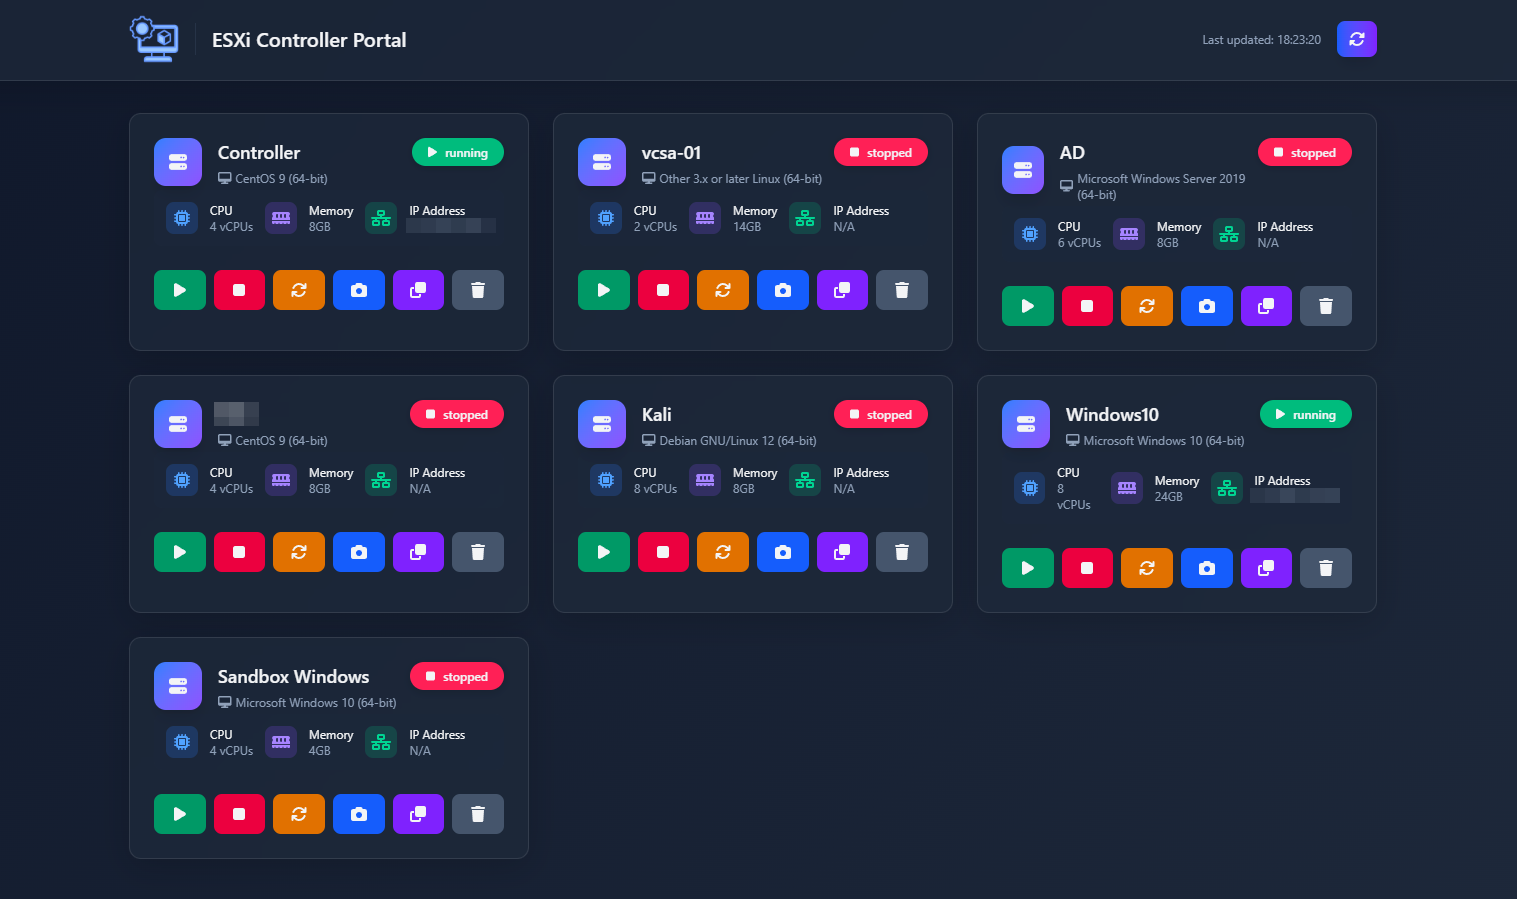 ESXi Controller Portal
Last updated: 18:23:20
Controller
running
CentOS 9 (64-bit)
CPU
4 vCPUs
Memory
8GB
IP Address
vcsa-01
stopped
Other 3.x or later Linux (64-bit)
CPU
2 vCPUs
Memory
14GB
IP Address
N/A
AD
stopped
Microsoft Windows Server 2019
(64-bit)
CPU
6 vCPUs
Memory
8GB
IP Address
N/A
stopped
CentOS 9 (64-bit)
CPU
4 vCPUs
Memory
8GB
IP Address
N/A
Kali
stopped
Debian GNU/Linux 12 (64-bit)
CPU
8 vCPUs
Memory
8GB
IP Address
N/A
Windows10
running
Microsoft Windows 10 (64-bit)
CPU
8
vCPUs
Memory
24GB
IP Address
Sandbox Windows
stopped
Microsoft Windows 10 (64-bit)
CPU
4 vCPUs
Memory
4GB
IP Address
N/A